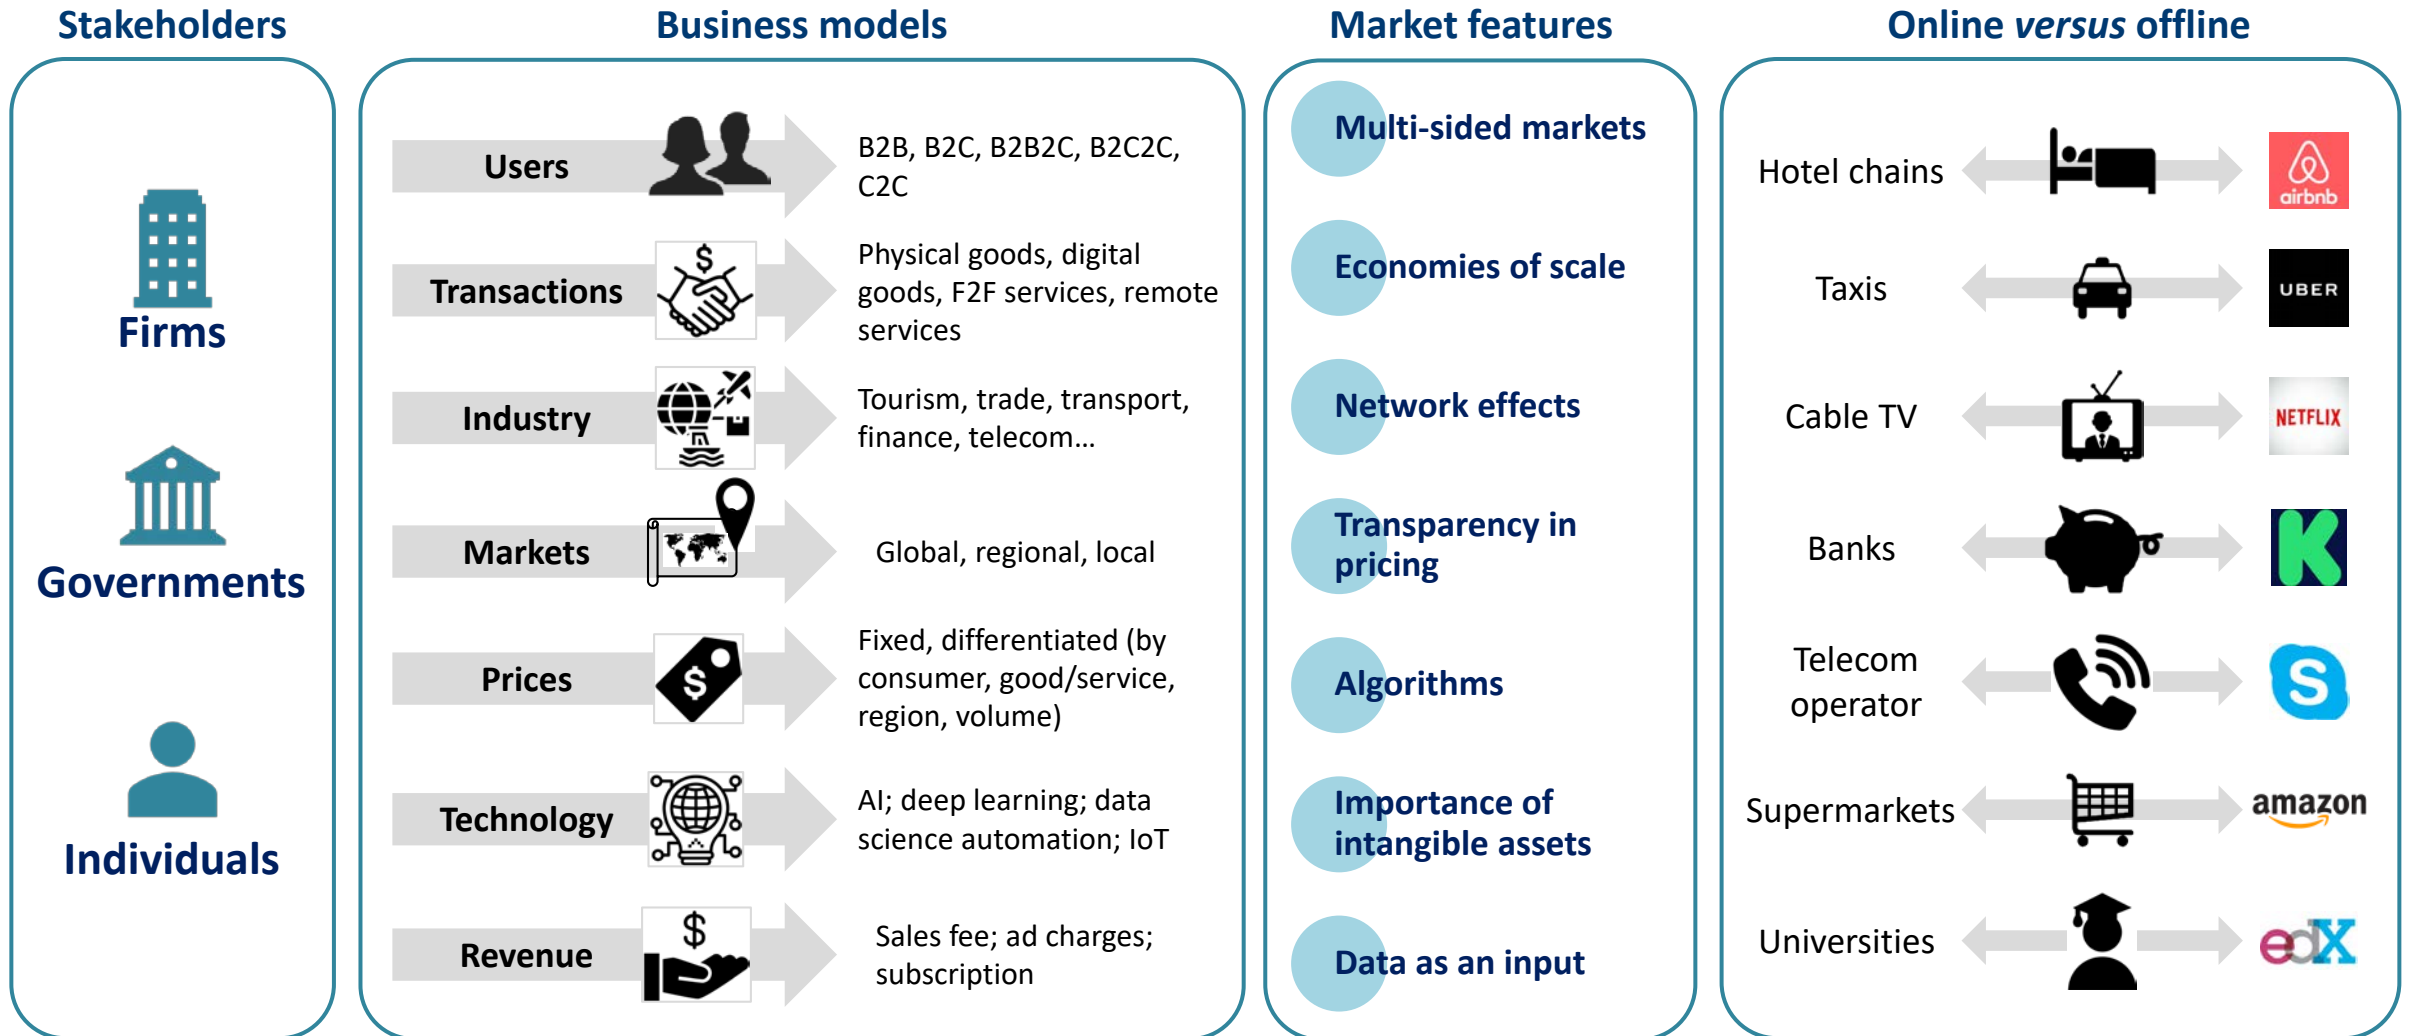 Stakeholders
Firms
Governments
Individuals
Business models
Users
B2B, B2C, B2B2C, B2C2C,
C2C
Transactions
$
Physical goods, digital
goods, F2F services, remote
services
Industry
Tourism, trade, transport,
finance, telecom...
Markets
Global, regional, local
Prices
$
Fixed, differentiated (by
consumer, good/service,
region, volume)
Technology
AI; deep learning; data
science automation; IoT
Revenue
$
Sales fee; ad charges;
subscription
Market features
Multi-sided markets
Economies of scale
Network effects
Transparency in
pricing
Algorithms
Importance of
intangible assets
Data as an input
Online versus offline
Hotel chains
airbnb
Taxis
UBER
Cable TV
NETFLIX
Banks
K
Telecom
operator
S
Supermarkets
amazon
Universities
edX